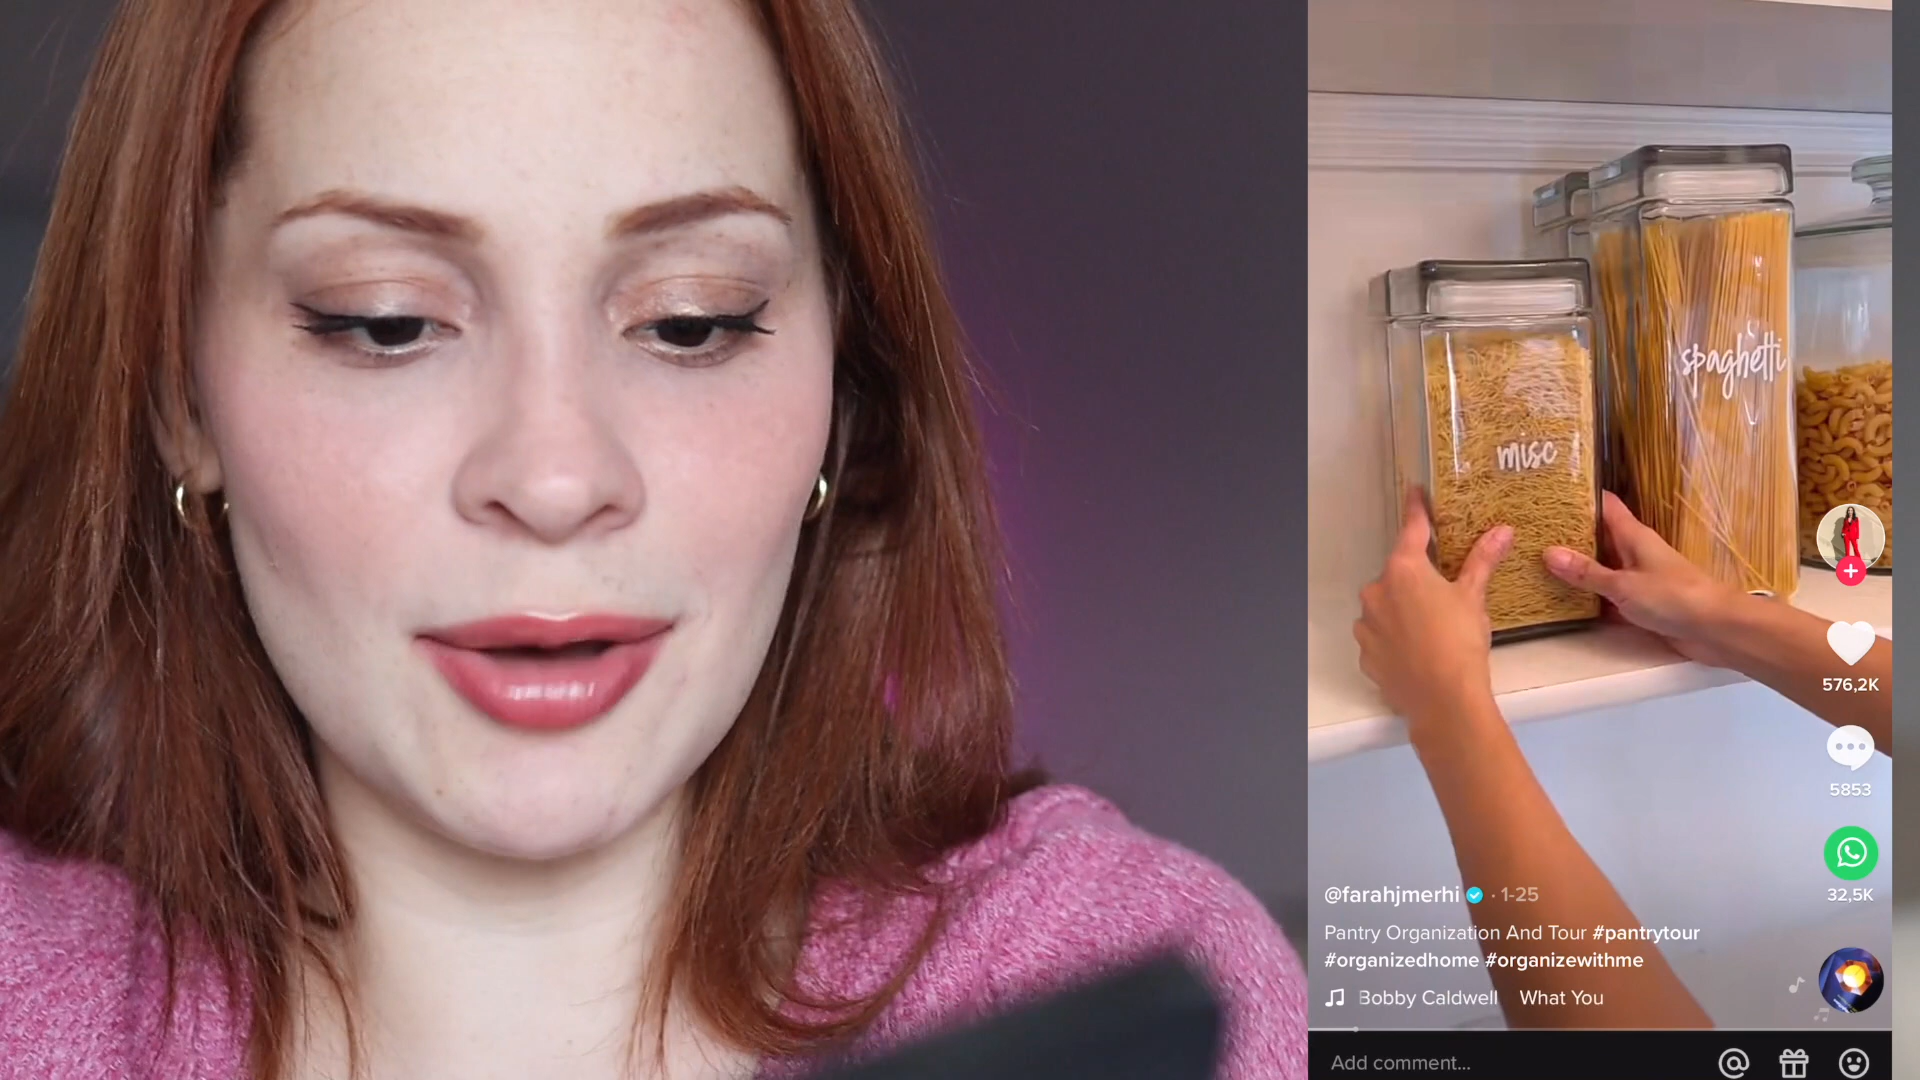 misc
spaghetti
576,2K
5853
32,5K
@farahjmerhi · 1-25
Pantry Organization And Tour #pantrytour
#organizedhome #organizewithme
Bobby Caldwell What You
Add comment...